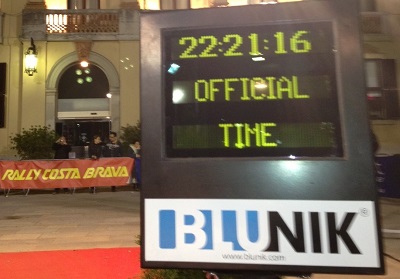 22:21:16
OFFICIAL
TIME
RALLY COSTA BRAVA
BLUNIK®
www.blunik.com